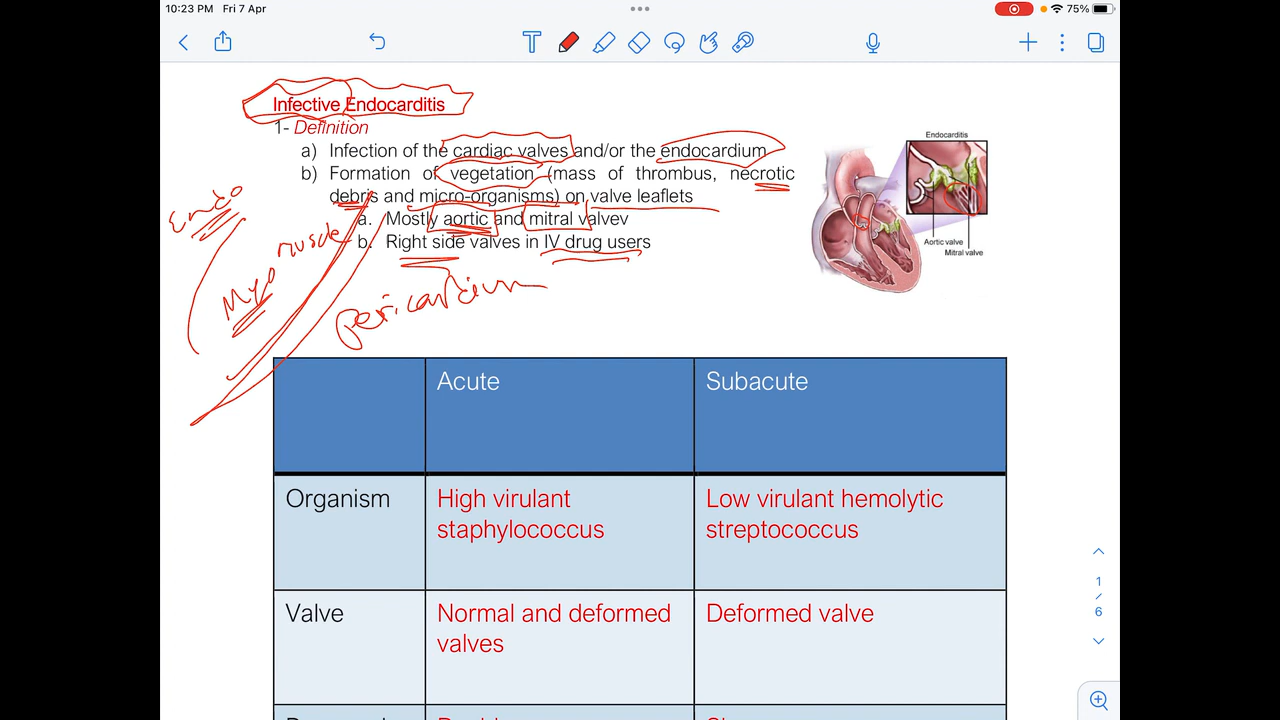 10:23 PM Fri 7 Apr
75%
Infective Endocarditis
1- Definition
a) Infection of the cardiac valves and/or the endocardium
b) Formation of vegetation (mass of thrombus, necrotic
debris and micro-organisms) on valve leaflets
a. Mostly aortic and mitral valvev
b. Right side valves in IV drug users
Endocarditis
Aortic valve
Mitral valve
Endo
muscle
Myo
pericardium
Acute Subacute
Organism High virulant Low virulant hemolytic
staphylococcus streptococcus
Valve Normal and deformed Deformed valve
valves
1
/
6